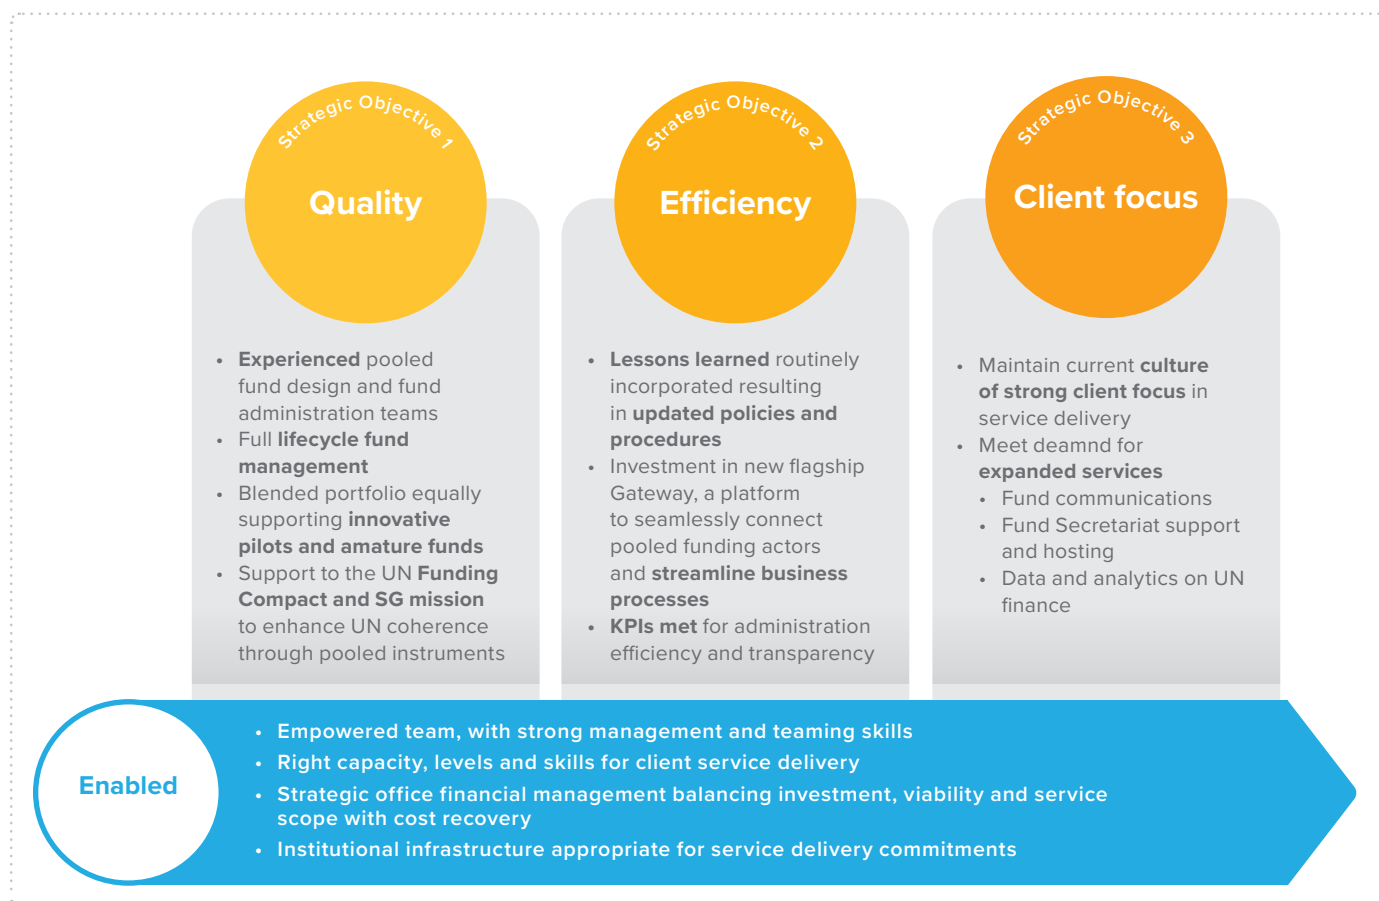 Strategic Objective 1
Quality
• Experienced pooled
fund design and fund
administration teams
• Full lifecycle fund
management
• Blended portfolio equally
supporting innovative
pilots and amature funds
• Support to the UN Funding
Compact and SG mission
to enhance UN coherence
through pooled instruments
Strategic Objective 2
Efficiency
• Lessons learned routinely
incorporated resulting
in updated policies and
procedures
• Investment in new flagship
Gateway, a platform
to seamlessly connect
pooled funding actors
and streamline business
processes
• KPIs met for administration
efficiency and transparency
Strategic Objective 3
Client focus
• Maintain current culture
of strong client focus in
service delivery
• Meet deamnd for
expanded services
• Fund communications
• Fund Secretariat support
and hosting
• Data and analytics on UN
finance
Enabled
• Empowered team, with strong management and teaming skills
• Right capacity, levels and skills for client service delivery
• Strategic office financial management balancing investment, viability and service
scope with cost recovery
• Institutional infrastructure appropriate for service delivery commitments